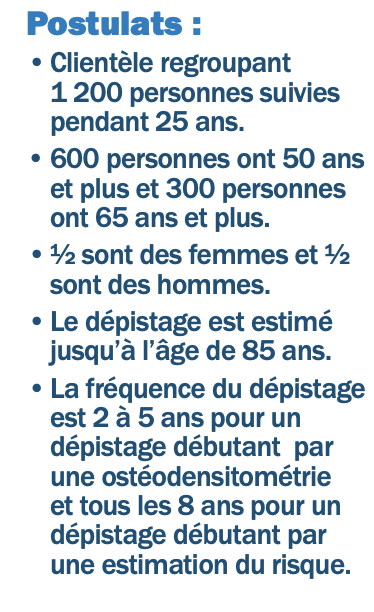 Postulats :
• Clientèle regroupant
1 200 personnes suivies
pendant 25 ans.
• 600 personnes ont 50 ans
et plus et 300 personnes
ont 65 ans et plus.
• ½ sont des femmes et ½
sont des hommes.
• Le dépistage est estimé
jusqu’à l’âge de 85 ans.
• La fréquence du dépistage
est 2 à 5 ans pour un
dépistage débutant  par
une ostéodensitométrie
et tous les 8 ans pour un
dépistage débutant par
une estimation du risque.